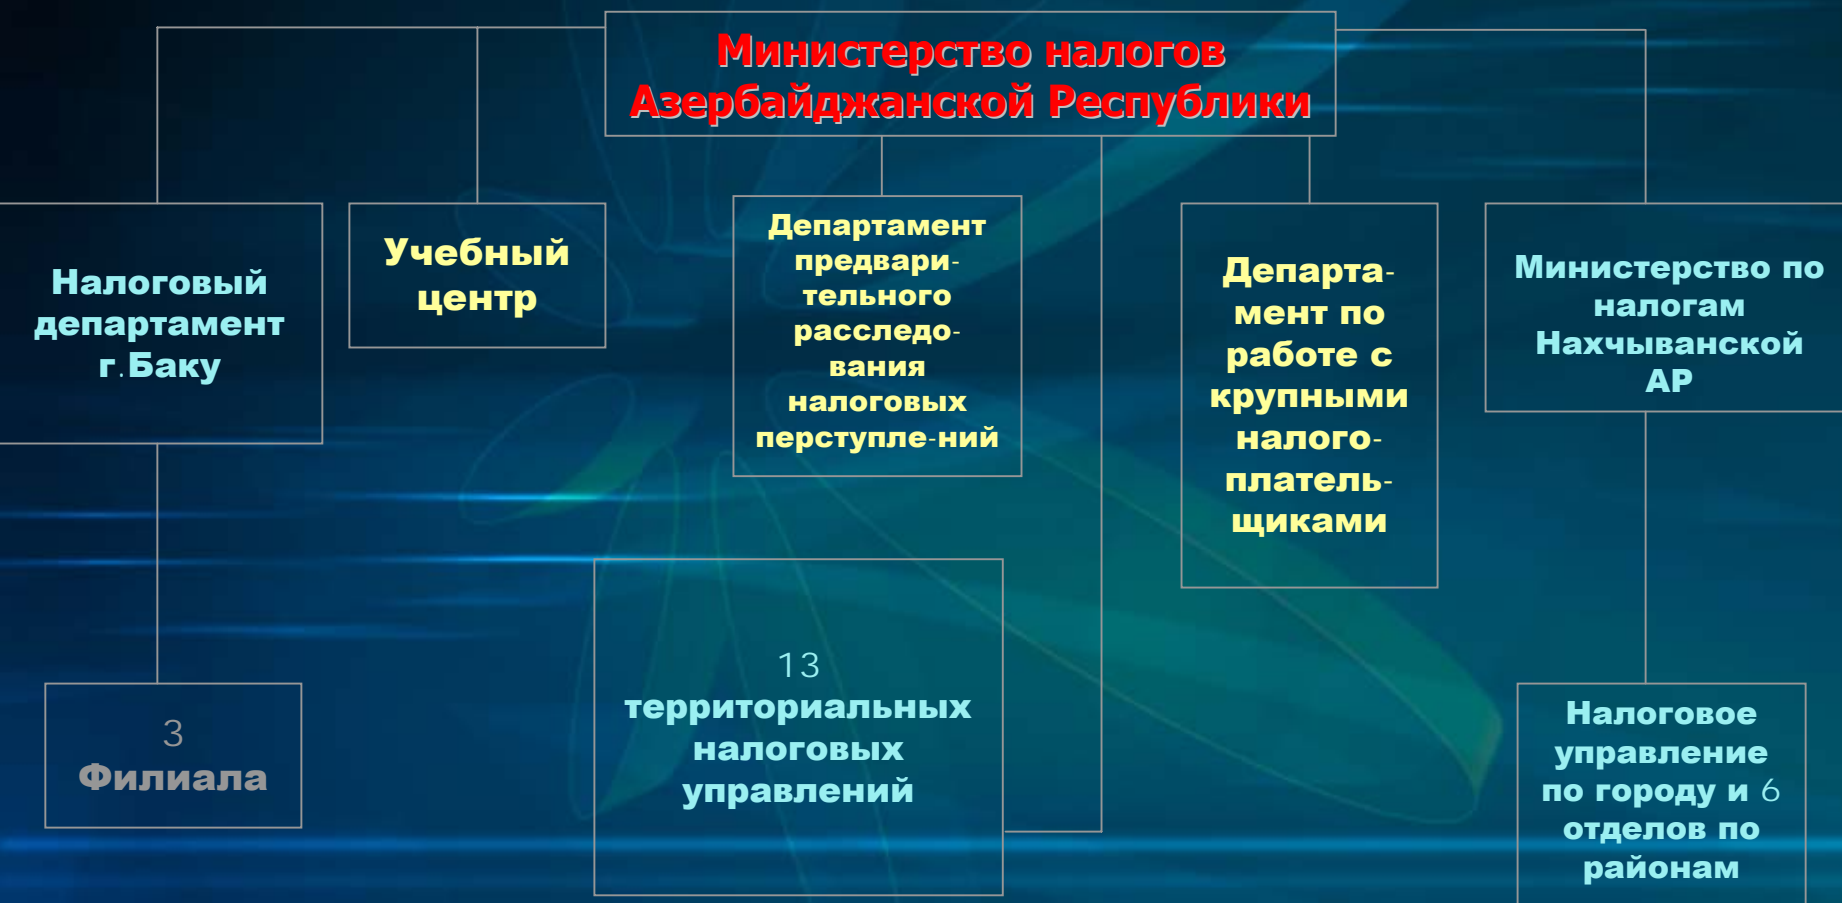 Министерство налогов
Азербайджанской Республики
Налоговый
департамент
г.Баку
Учебный
центр
Департамент
предвари-
тельного
расследо-
вания
налоговых
перступле-ний
Департа-
мент по
работе с
крупными
налого-
платель-
щиками
Министерство по
налогам
Нахчыванской
АР
3
Филиала
13
территориальных
налоговых
управлений
Налоговое
управление
по городу и 6
отделов по
районам